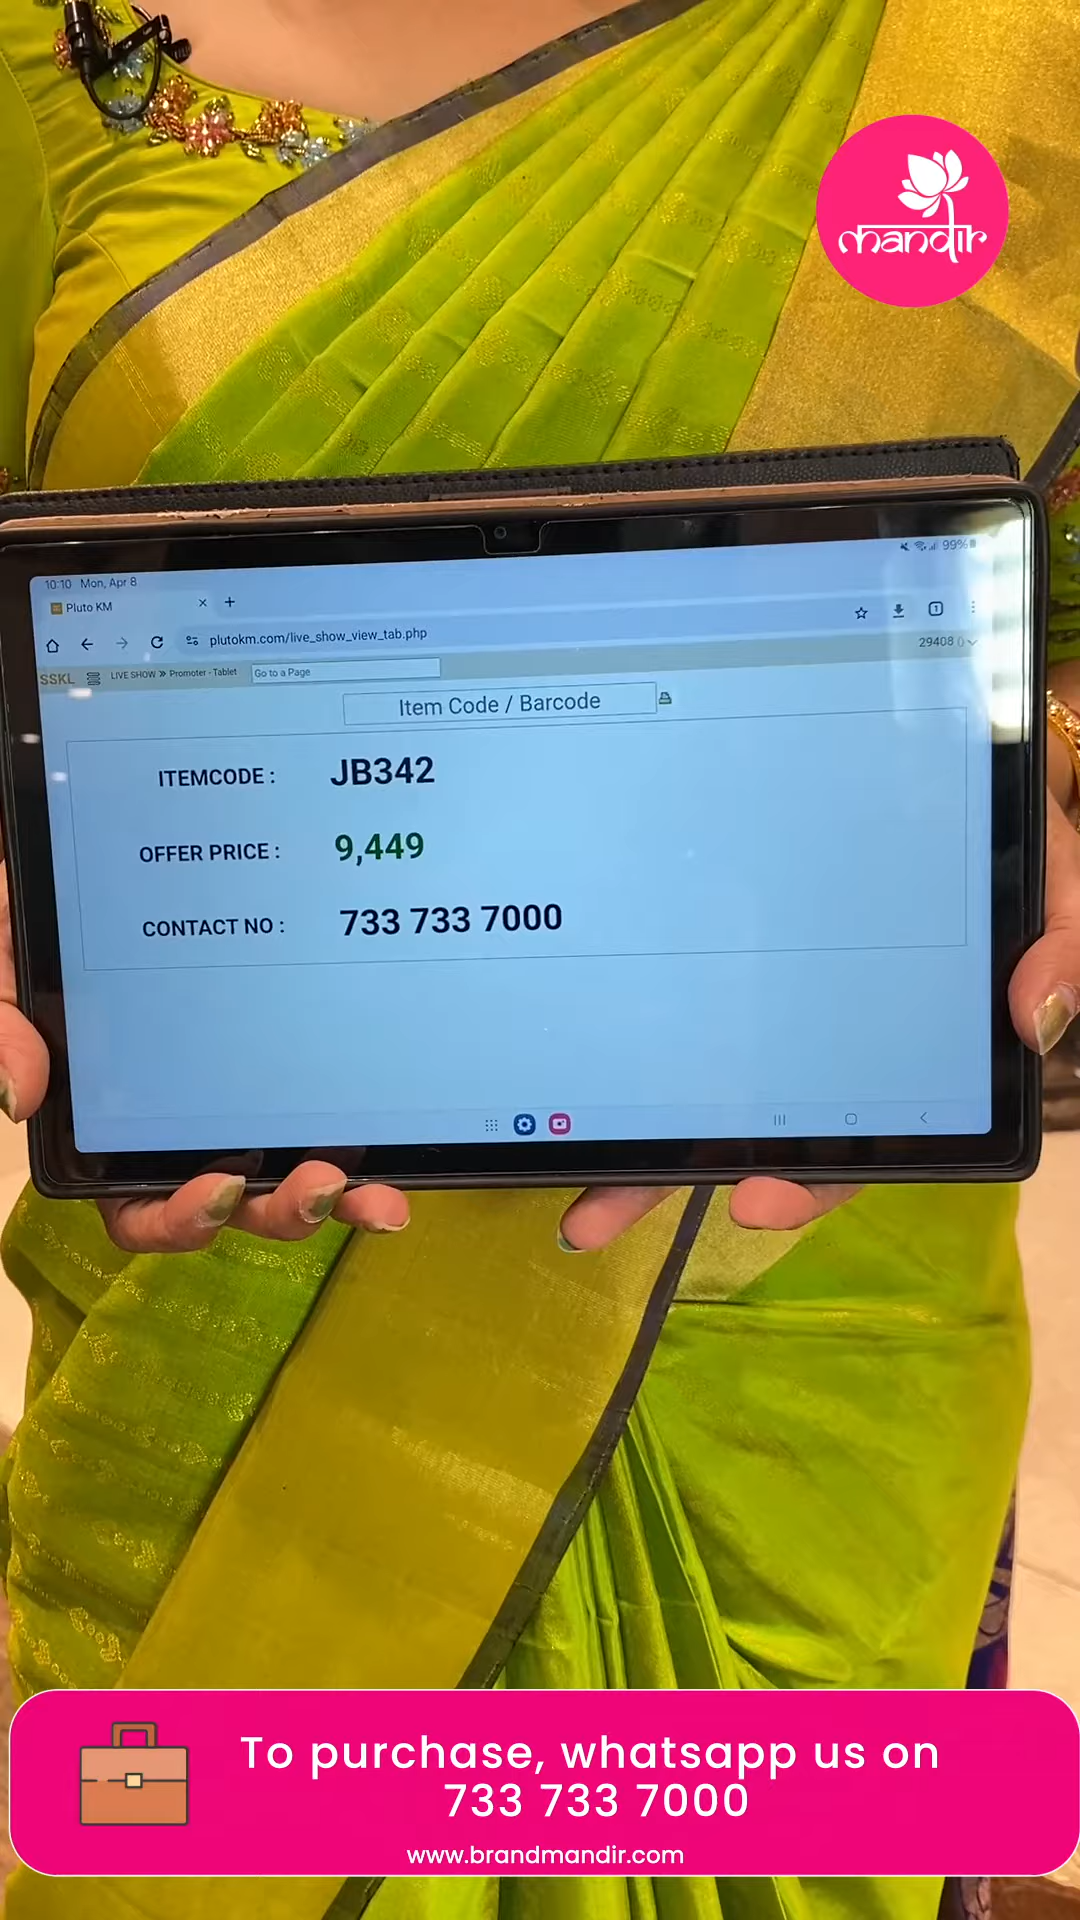 mandir
10:10 Mon, Apr 8
99%
Pluto KM
plutokm.com/live_show_view_tab.php
1
29408 ()
SSKL
LIVE SHOW >> Promoter - Tablet
Go to a Page
Item Code / Barcode
ITEMCODE : JB342
OFFER PRICE : 9,449
CONTACT NO : 733 733 7000
To purchase, whatsapp us on
733 733 7000
www.brandmandir.com